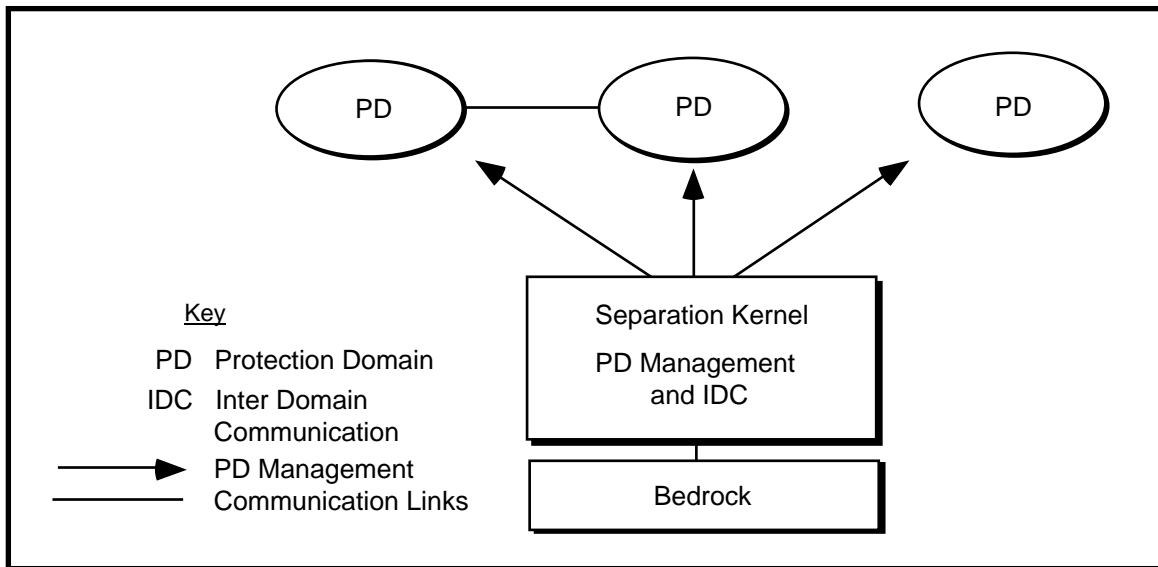 PD
PD
PD
Separation Kernel
PD Management
and IDC
Bedrock
Key
PD Protection Domain
IDC Inter Domain
Communication
PD Management
Communication Links